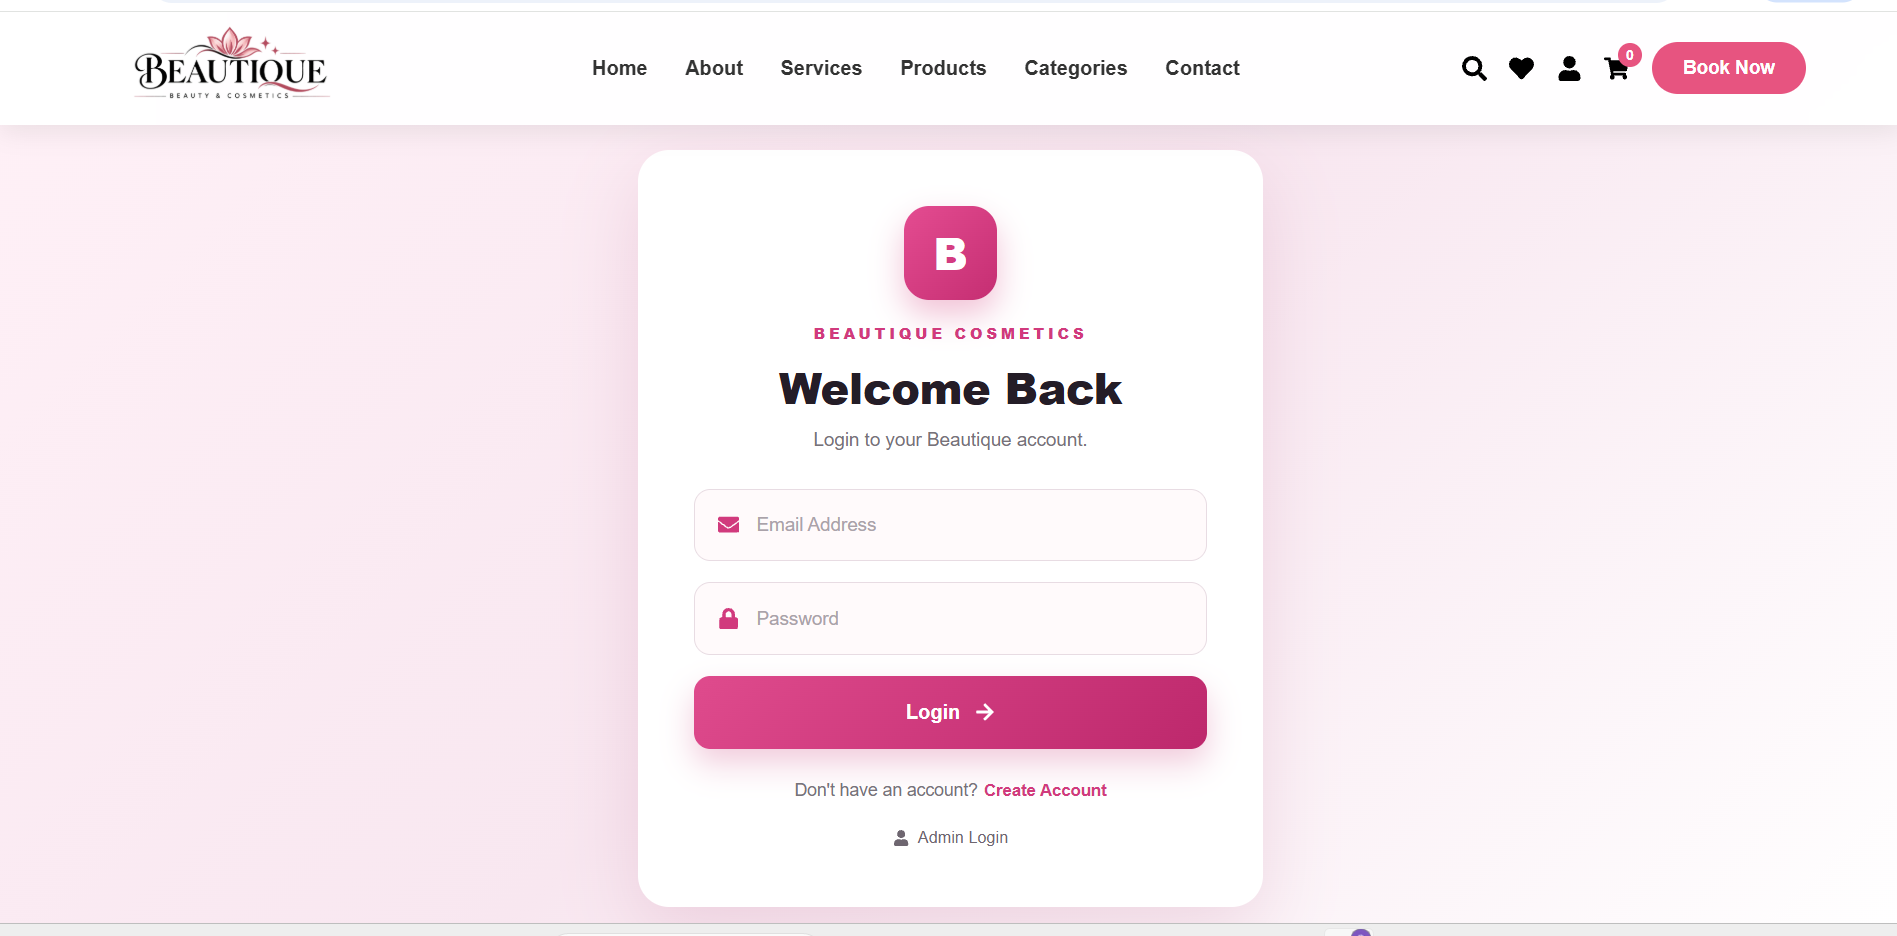 BEAUTIQUE
BEAUTY & COSMETICS
Home About Services Products Categories Contact
0
Book Now
B
BEAUTIQUE COSMETICS
Welcome Back
Login to your Beautique account.
Email Address
Password
Login
Don't have an account? Create Account
Admin Login